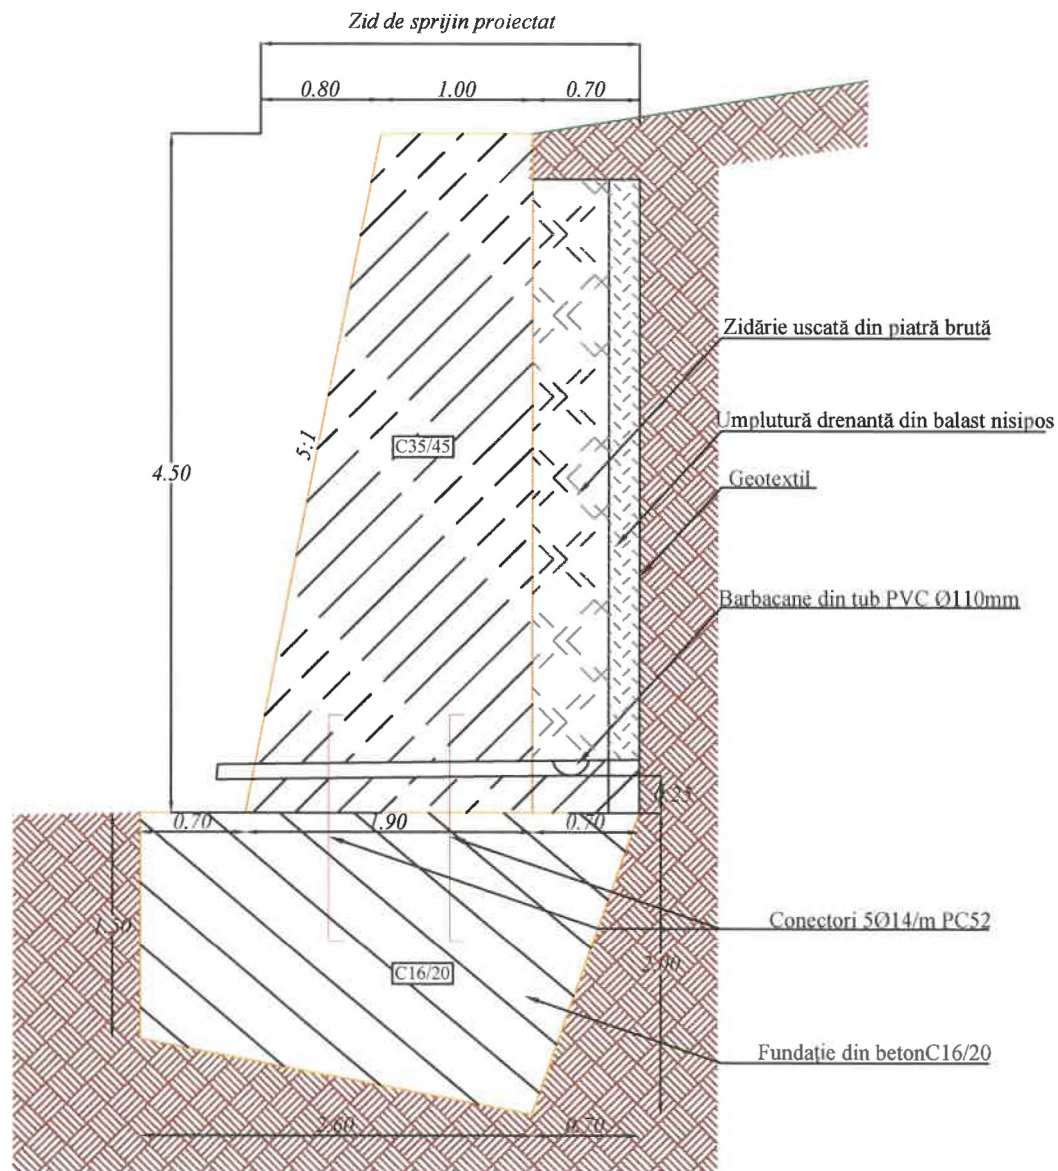 Zid de sprijin proiectat
0.80 1.00 0.70
Zidărie uscată din piatră brută
Umplutură drenantă din balast nisipos
5:1
C35/45
4.50
Geotextil
Barbacane din tub PVC Ø110mm
0.25
0.70 1.90 0.70
1.50
Conectori 5Ø14/m PC52
2.00
C16/20
Fundație din betonC16/20
2.60 0.70